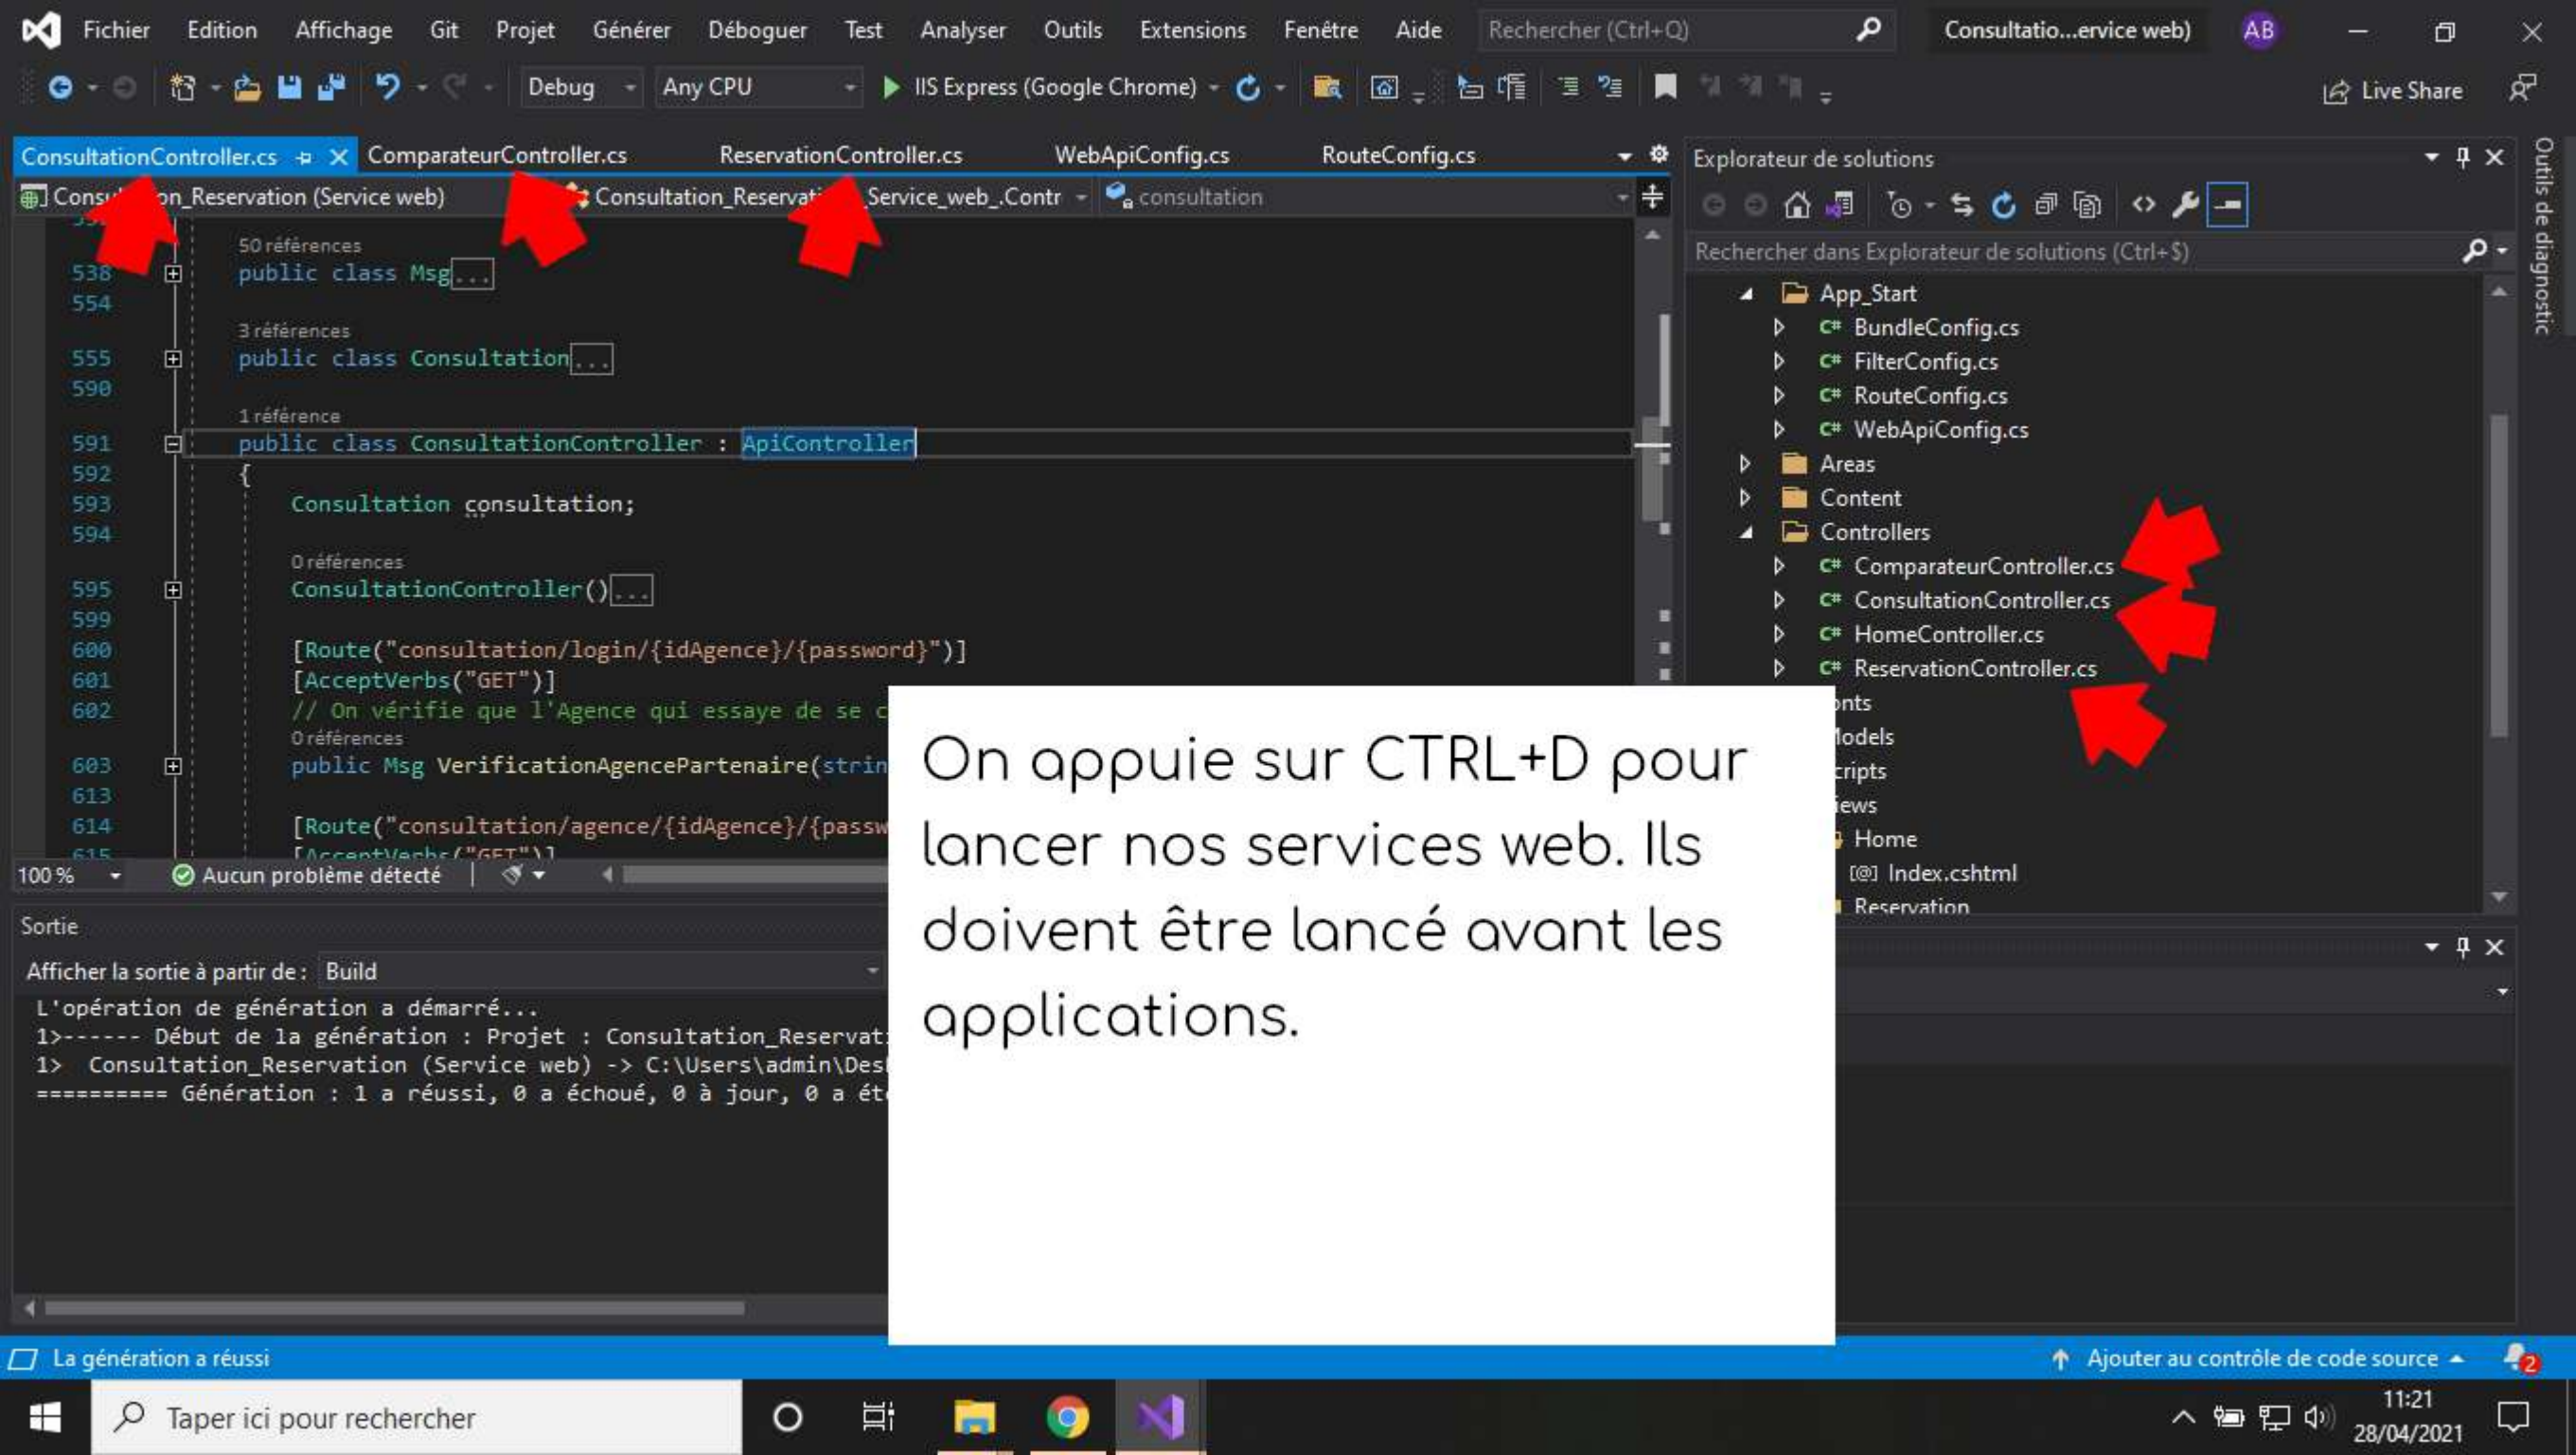 Fichier Edition Affichage Git Projet Générer Déboguer Test Analyser Outils Extensions Fenêtre Aide Rechercher (Ctrl+Q) Consultatio...ervice web) AB
Debug Any CPU IIS Express (Google Chrome) Live Share
ConsultationController.cs ComparateurController.cs ReservationController.cs WebApiConfig.cs RouteConfig.cs
on_Reservation (Service web) Service_web_.Contr consultation
50 références
538 public class Msg...
554
3 références
555 public class Consultation...
590
1 référence
591 public class ConsultationController : ApiController
592 {
593 Consultation consultation;
594
0 références
595 ConsultationController()...
599
600 [Route("consultation/login/{idAgence}/{password}")]
601 [AcceptVerbs("GET")]
602 // On vérifie que l'Agence qui essaye de se c
0 références
603 public Msg VerificationAgencePartenaire(strin
613
614 [Route("consultation/agence/{idAgence}/{passw
615 [AcceptVerbs("GET")]
100 % Aucun problème détecté
Sortie
Afficher la sortie à partir de : Build
L'opération de génération a démarré...
1>------ Début de la génération : Projet : Consultation_Reservati
1> Consultation_Reservation (Service web) -> C:\Users\admin\Des
========== Génération : 1 a réussi, 0 a échoué, 0 à jour, 0 a ét
Explorateur de solutions
Rechercher dans Explorateur de solutions (Ctrl+$)
App_Start
C# BundleConfig.cs
C# FilterConfig.cs
C# RouteConfig.cs
C# WebApiConfig.cs
Areas
Content
Controllers
C# ComparateurController.cs
C# ConsultationController.cs
C# HomeController.cs
C# ReservationController.cs
onts
odels
cripts
iews
Home
[@] Index.cshtml
Reservation
Outils de diagnostic
On appuie sur CTRL+D pour
lancer nos services web. Ils
doivent être lancé avant les
applications.
La génération a réussi Ajouter au contrôle de code source 2
Taper ici pour rechercher 11:21
28/04/2021